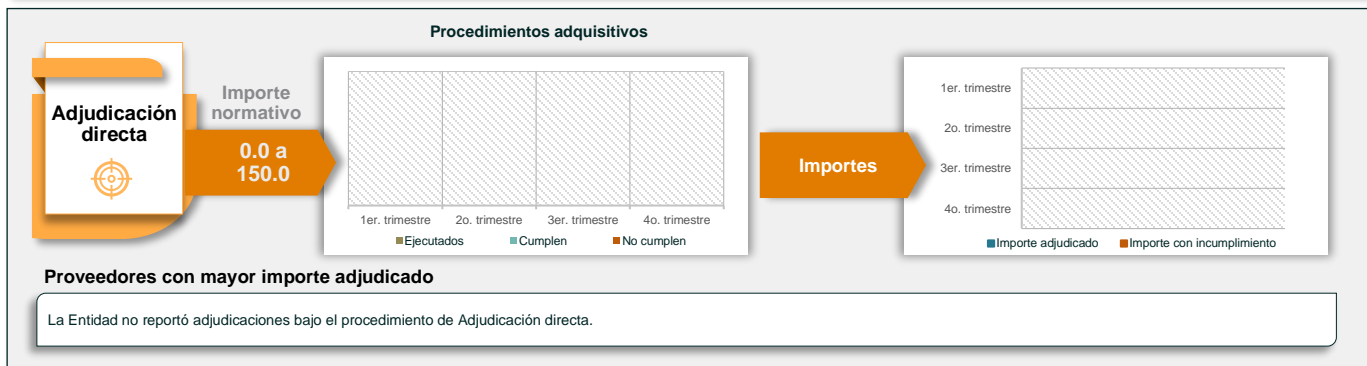 Procedimientos adquisitivos
Adjudicación
directa
Importe
normativo
0.0 a
150.0
1er. trimestre 2o. trimestre 3er. trimestre 4o. trimestre
Ejecutados Cumplen No cumplen
Importes
1er. trimestre
2o. trimestre
3er. trimestre
4o. trimestre
Importe adjudicado Importe con incumplimiento
Proveedores con mayor importe adjudicado
La Entidad no reportó adjudicaciones bajo el procedimiento de Adjudicación directa.